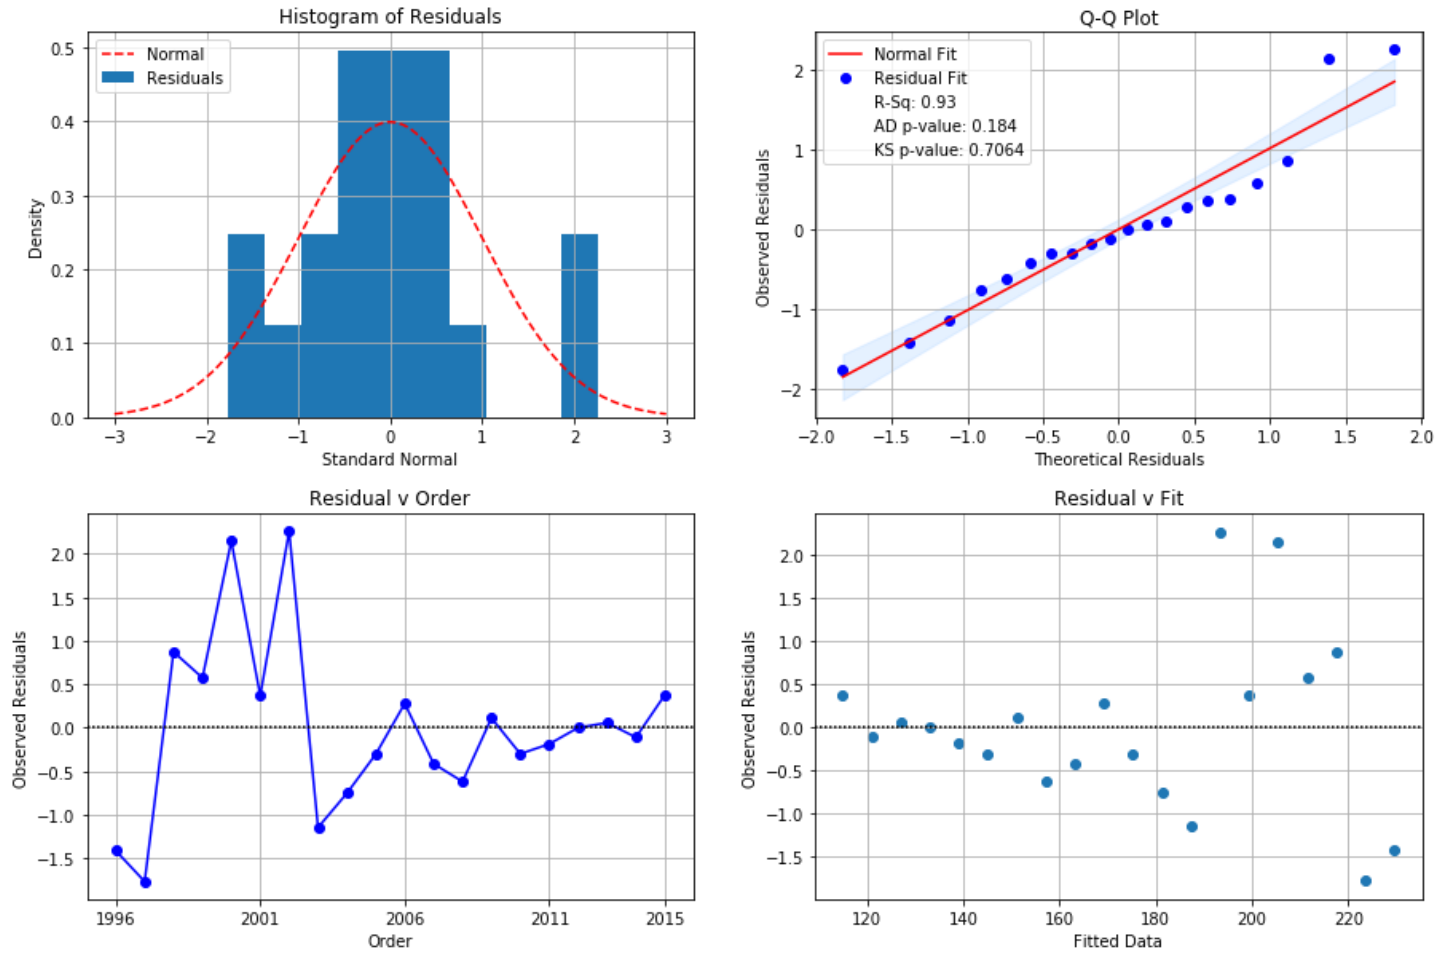 Histogram of Residuals
Normal
Residuals
0.5
0.4
0.3
0.2
0.1
0.0
Density
−3
−2
−1
0
1
2
3
Standard Normal
Q-Q Plot
Normal Fit
Residual Fit
R-Sq: 0.93
AD p-value: 0.184
KS p-value: 0.7064
2
1
0
−1
−2
Observed Residuals
−2.0
−1.5
−1.0
−0.5
0.0
0.5
1.0
1.5
2.0
Theoretical Residuals
Residual v Order
2.0
1.5
1.0
0.5
0.0
−0.5
−1.0
−1.5
Observed Residuals
1996
2001
2006
2011
2015
Order
Residual v Fit
2.0
1.5
1.0
0.5
0.0
−0.5
−1.0
−1.5
Observed Residuals
120
140
160
180
200
220
Fitted Data